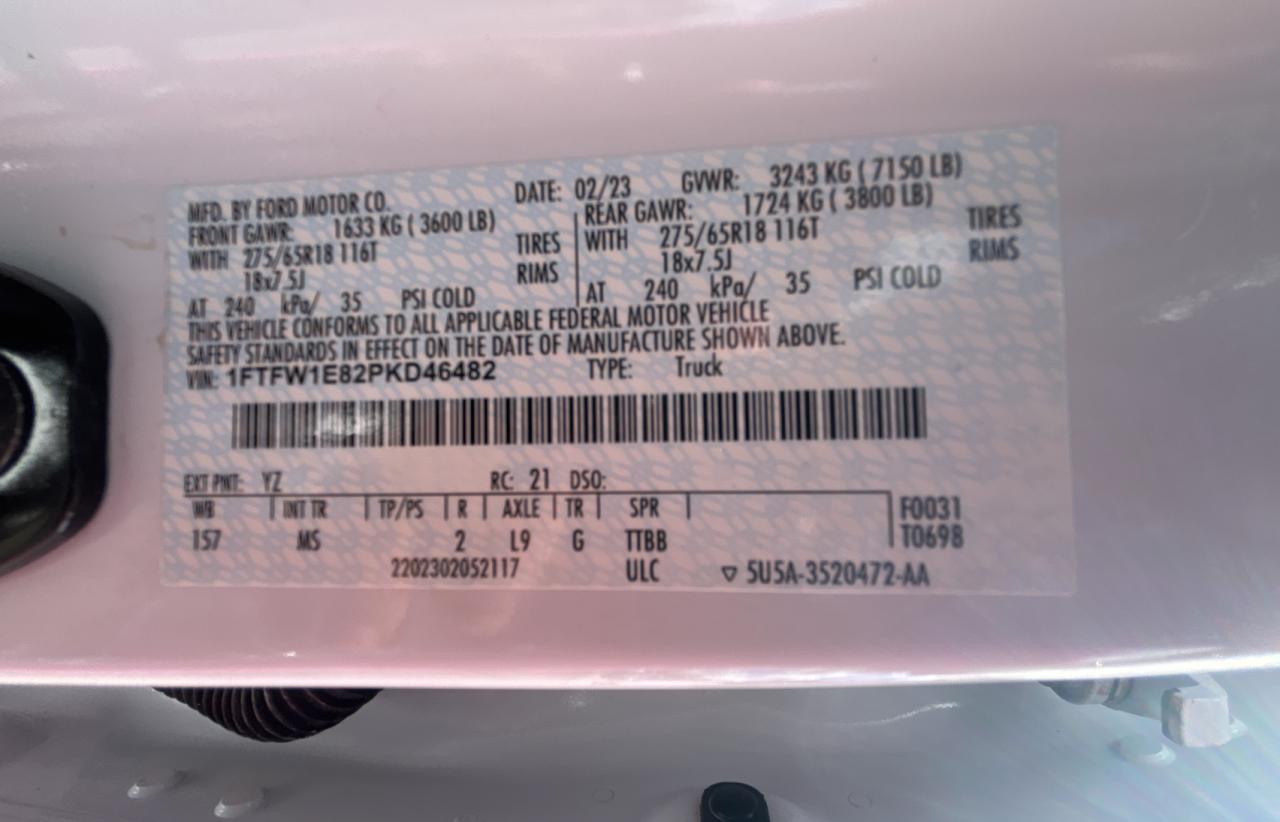 MFD. BY FORD MOTOR CO. DATE: 02/23 GVWR: 3243 KG ( 7150 LB)
FRONT GAWR: 1633 KG ( 3600 LB) REAR GAWR: 1724 KG ( 3800 LB)
WITH 275/65R18 116T TIRES WITH 275/65R18 116T TIRES
18x7.5J RIMS 18x7.5J RIMS
AT 240 kPa/ 35 PSI COLD AT 240 kPa/ 35 PSI COLD
THIS VEHICLE CONFORMS TO ALL APPLICABLE FEDERAL MOTOR VEHICLE
SAFETY STANDARDS IN EFFECT ON THE DATE OF MANUFACTURE SHOWN ABOVE.
VIN: 1FTFW1E82PKD46482 TYPE: Truck
EXT PNT: YZ RC: 21 DSO:
WB INT TR TP/PS R AXLE TR SPR F0031
157 MS 2 L9 G TTBB T0698
2202302052117 ULC ▽ 5U5A-3520472-AA